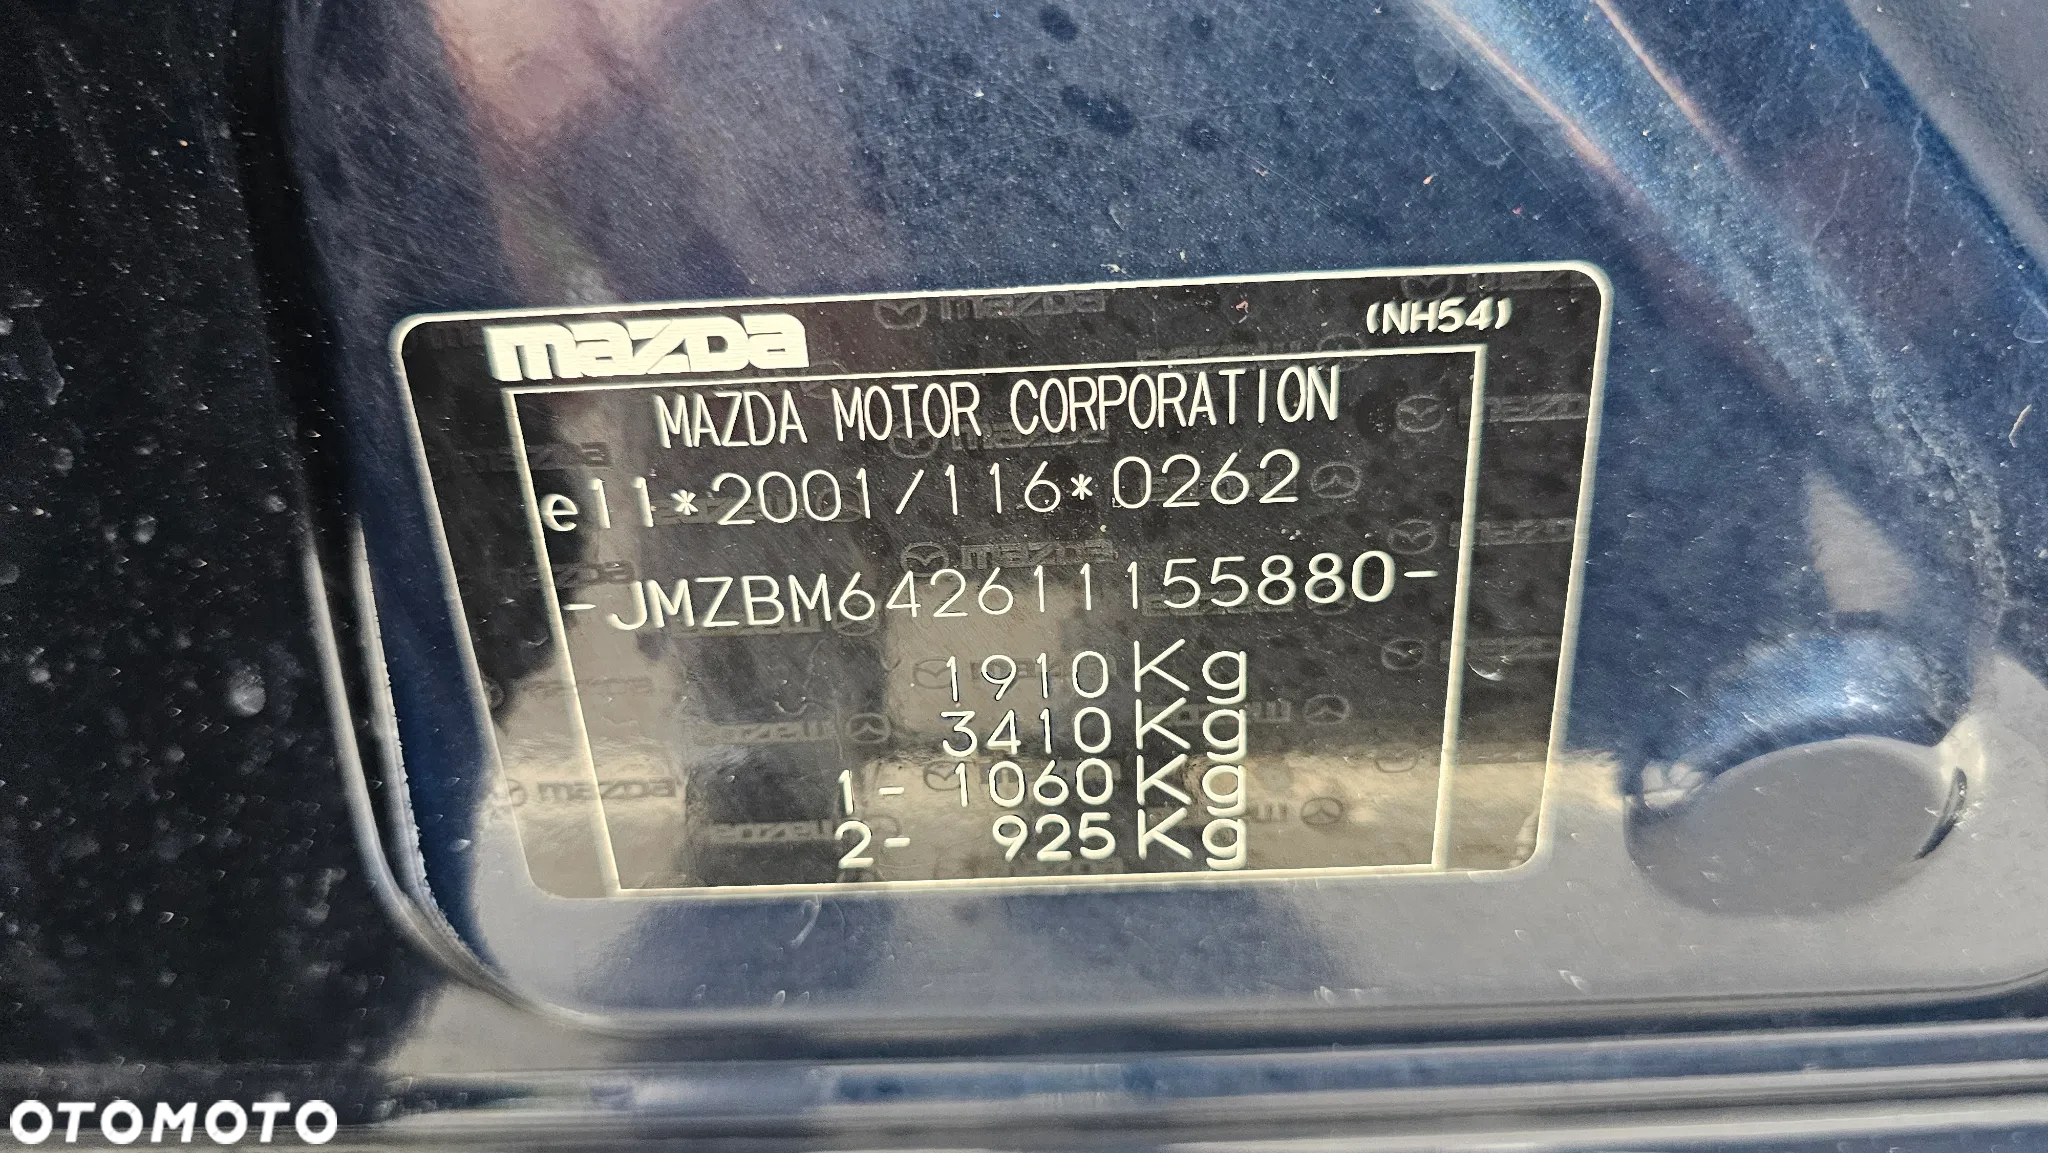 mazda
(NH54)
MAZDA MOTOR CORPORATION
e11*2001/116*0262
-JMZBM642611155880-
1910Kg
3410Kg
1- 1060Kg
2- 925Kg
OTOMOTO